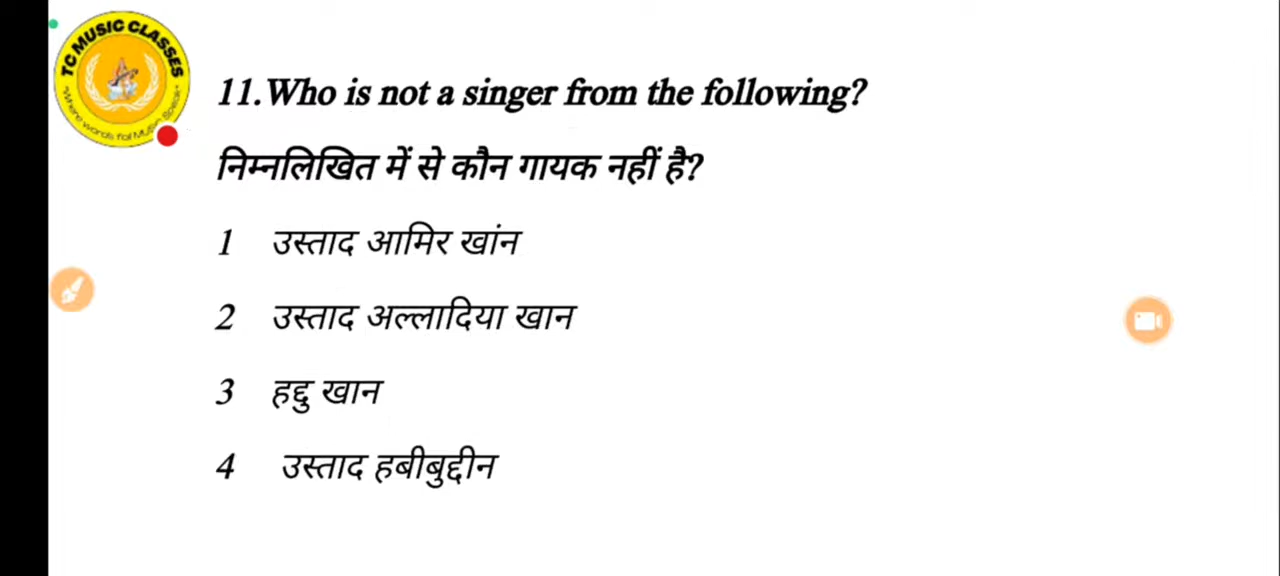 TC MUSIC CLASSES
11.Who is not a singer from the following?
निम्नलिखित में से कौन गायक नहीं है?
1 उस्ताद आमिर खांन
2 उस्ताद अल्लादिया खान
3 हद्दु खान
4 उस्ताद हबीबुद्दीन